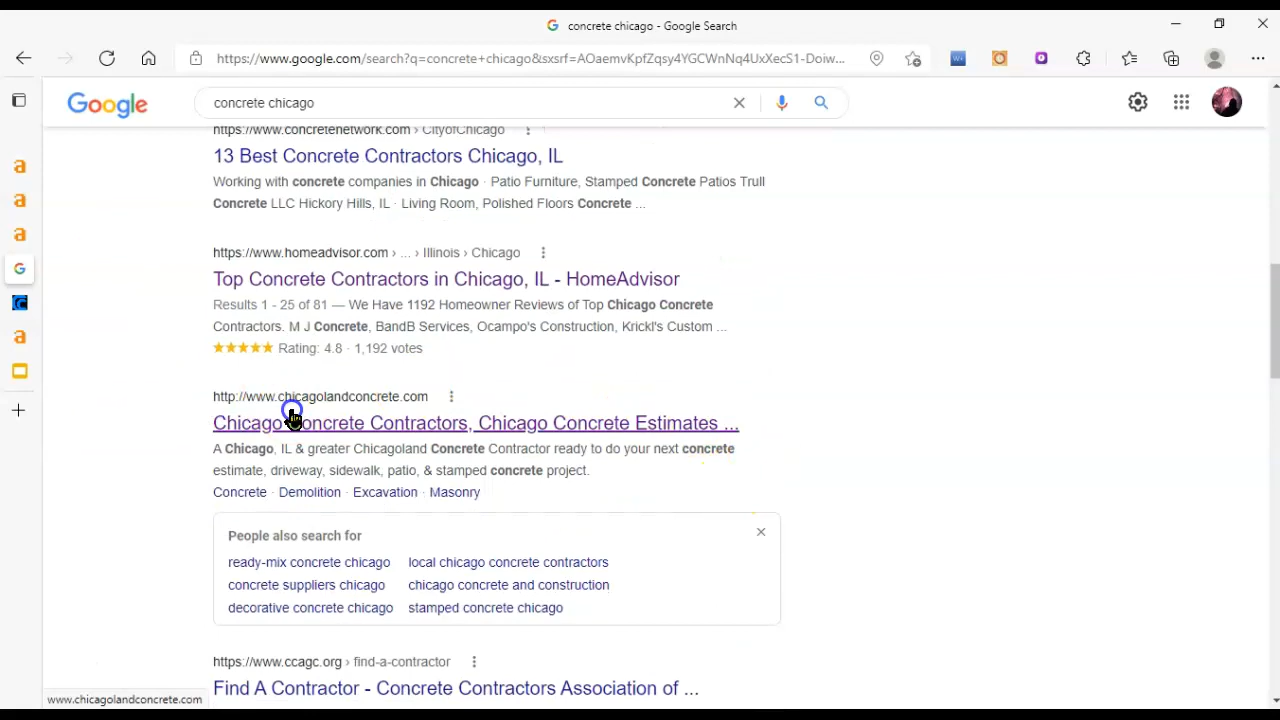 concrete chicago - Google Search
https://www.google.com/search?q=concrete+chicago&sxsrf=AOaemvKpfZqsy4YGCWnNq4UxXecS1-Doiw...
Google
concrete chicago
https://www.concretenetwork.com › CityofChicago
13 Best Concrete Contractors Chicago, IL
Working with concrete companies in Chicago · Patio Furniture, Stamped Concrete Patios Trull
Concrete LLC Hickory Hills, IL · Living Room, Polished Floors Concrete ...
https://www.homeadvisor.com › ... › Illinois › Chicago
Top Concrete Contractors in Chicago, IL - HomeAdvisor
Results 1 - 25 of 81 — We Have 1192 Homeowner Reviews of Top Chicago Concrete
Contractors. M J Concrete, BandB Services, Ocampo's Construction, Krickl's Custom ...
Rating: 4.8 · 1,192 votes
http://www.chicagolandconcrete.com
Chicago Concrete Contractors, Chicago Concrete Estimates ...
A Chicago, IL & greater Chicagoland Concrete Contractor ready to do your next concrete
estimate, driveway, sidewalk, patio, & stamped concrete project.
Concrete · Demolition · Excavation · Masonry
People also search for
ready-mix concrete chicago local chicago concrete contractors
concrete suppliers chicago chicago concrete and construction
decorative concrete chicago stamped concrete chicago
https://www.ccagc.org › find-a-contractor
Find A Contractor - Concrete Contractors Association of ...
www.chicagolandconcrete.com